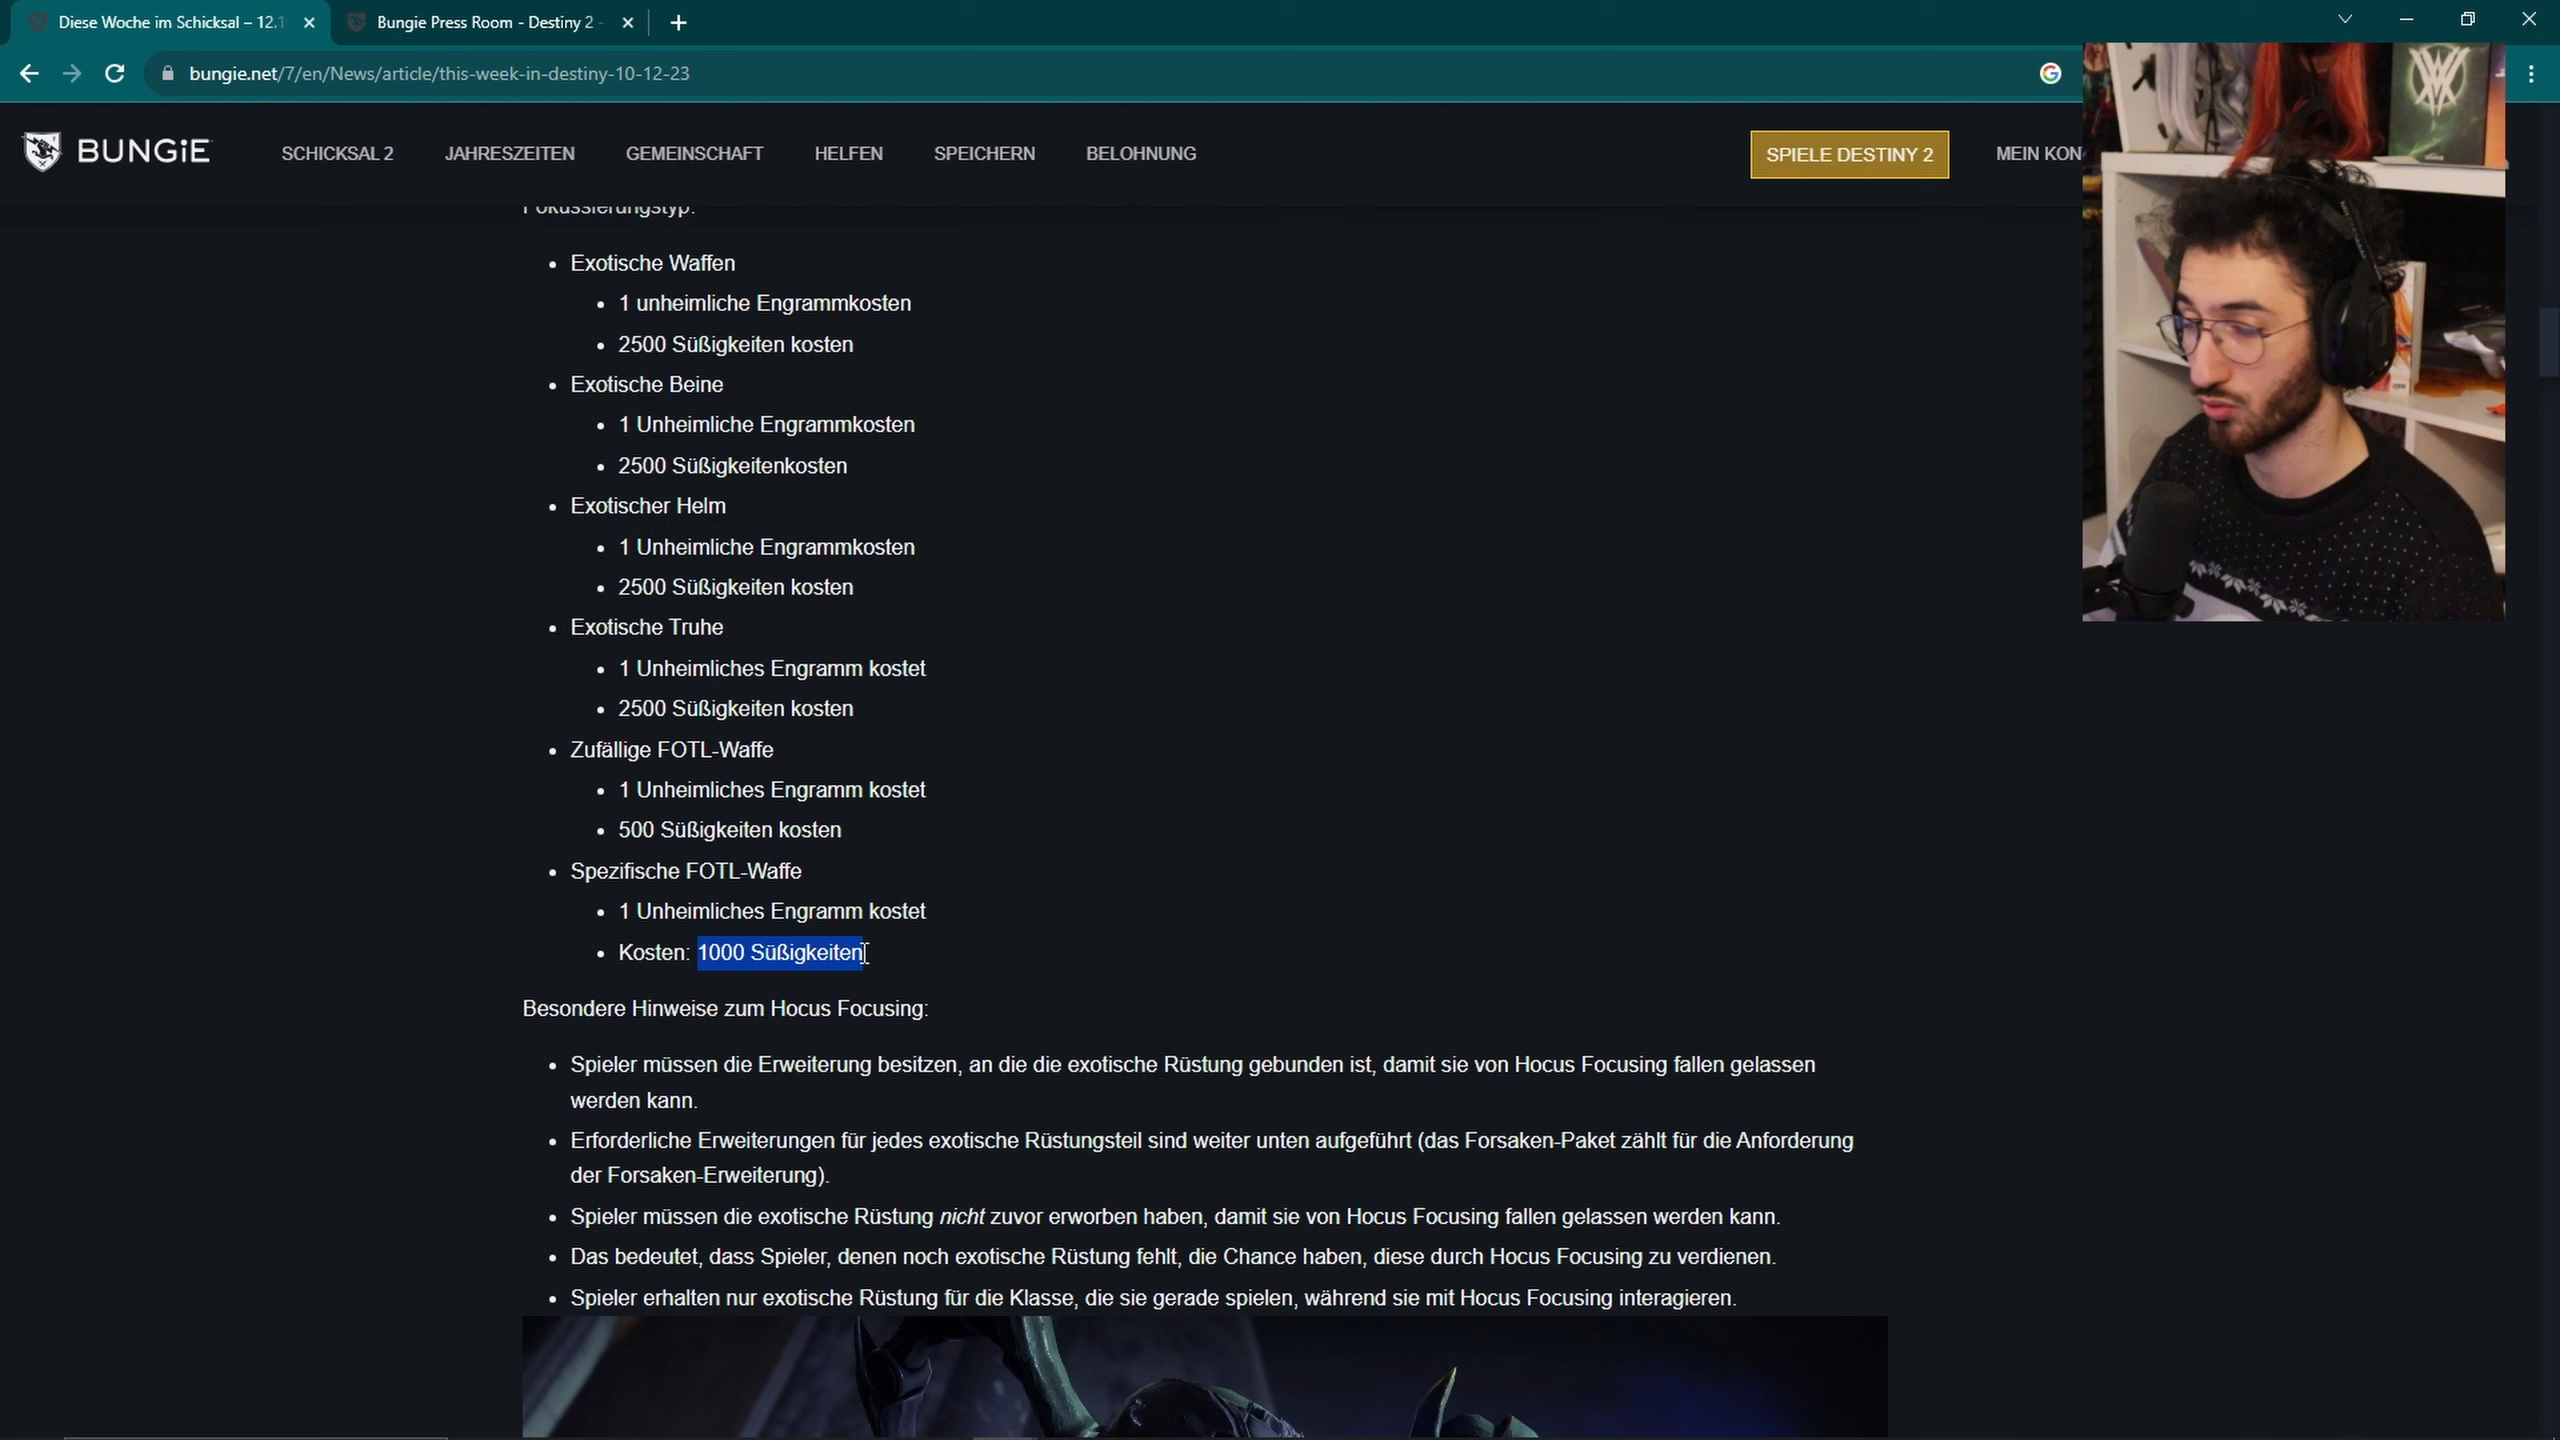 Diese Woche im Schicksal – 12.1
Bungie Press Room - Destiny 2 -
bungie.net/7/en/News/article/this-week-in-destiny-10-12-23
BUNGiE
SCHICKSAL 2
JAHRESZEITEN
GEMEINSCHAFT
HELFEN
SPEICHERN
BELOHNUNG
SPIELE DESTINY 2
MEIN KON
Fokussierungstyp:
• Exotische Waffen
• 1 unheimliche Engrammkosten
• 2500 Süßigkeiten kosten
• Exotische Beine
• 1 Unheimliche Engrammkosten
• 2500 Süßigkeitenkosten
• Exotischer Helm
• 1 Unheimliche Engrammkosten
• 2500 Süßigkeiten kosten
• Exotische Truhe
• 1 Unheimliches Engramm kostet
• 2500 Süßigkeiten kosten
• Zufällige FOTL-Waffe
• 1 Unheimliches Engramm kostet
• 500 Süßigkeiten kosten
• Spezifische FOTL-Waffe
• 1 Unheimliches Engramm kostet
• Kosten: 1000 Süßigkeiten
Besondere Hinweise zum Hocus Focusing:
• Spieler müssen die Erweiterung besitzen, an die die exotische Rüstung gebunden ist, damit sie von Hocus Focusing fallen gelassen
werden kann.
• Erforderliche Erweiterungen für jedes exotische Rüstungsteil sind weiter unten aufgeführt (das Forsaken-Paket zählt für die Anforderung
der Forsaken-Erweiterung).
• Spieler müssen die exotische Rüstung nicht zuvor erworben haben, damit sie von Hocus Focusing fallen gelassen werden kann.
• Das bedeutet, dass Spieler, denen noch exotische Rüstung fehlt, die Chance haben, diese durch Hocus Focusing zu verdienen.
• Spieler erhalten nur exotische Rüstung für die Klasse, die sie gerade spielen, während sie mit Hocus Focusing interagieren.